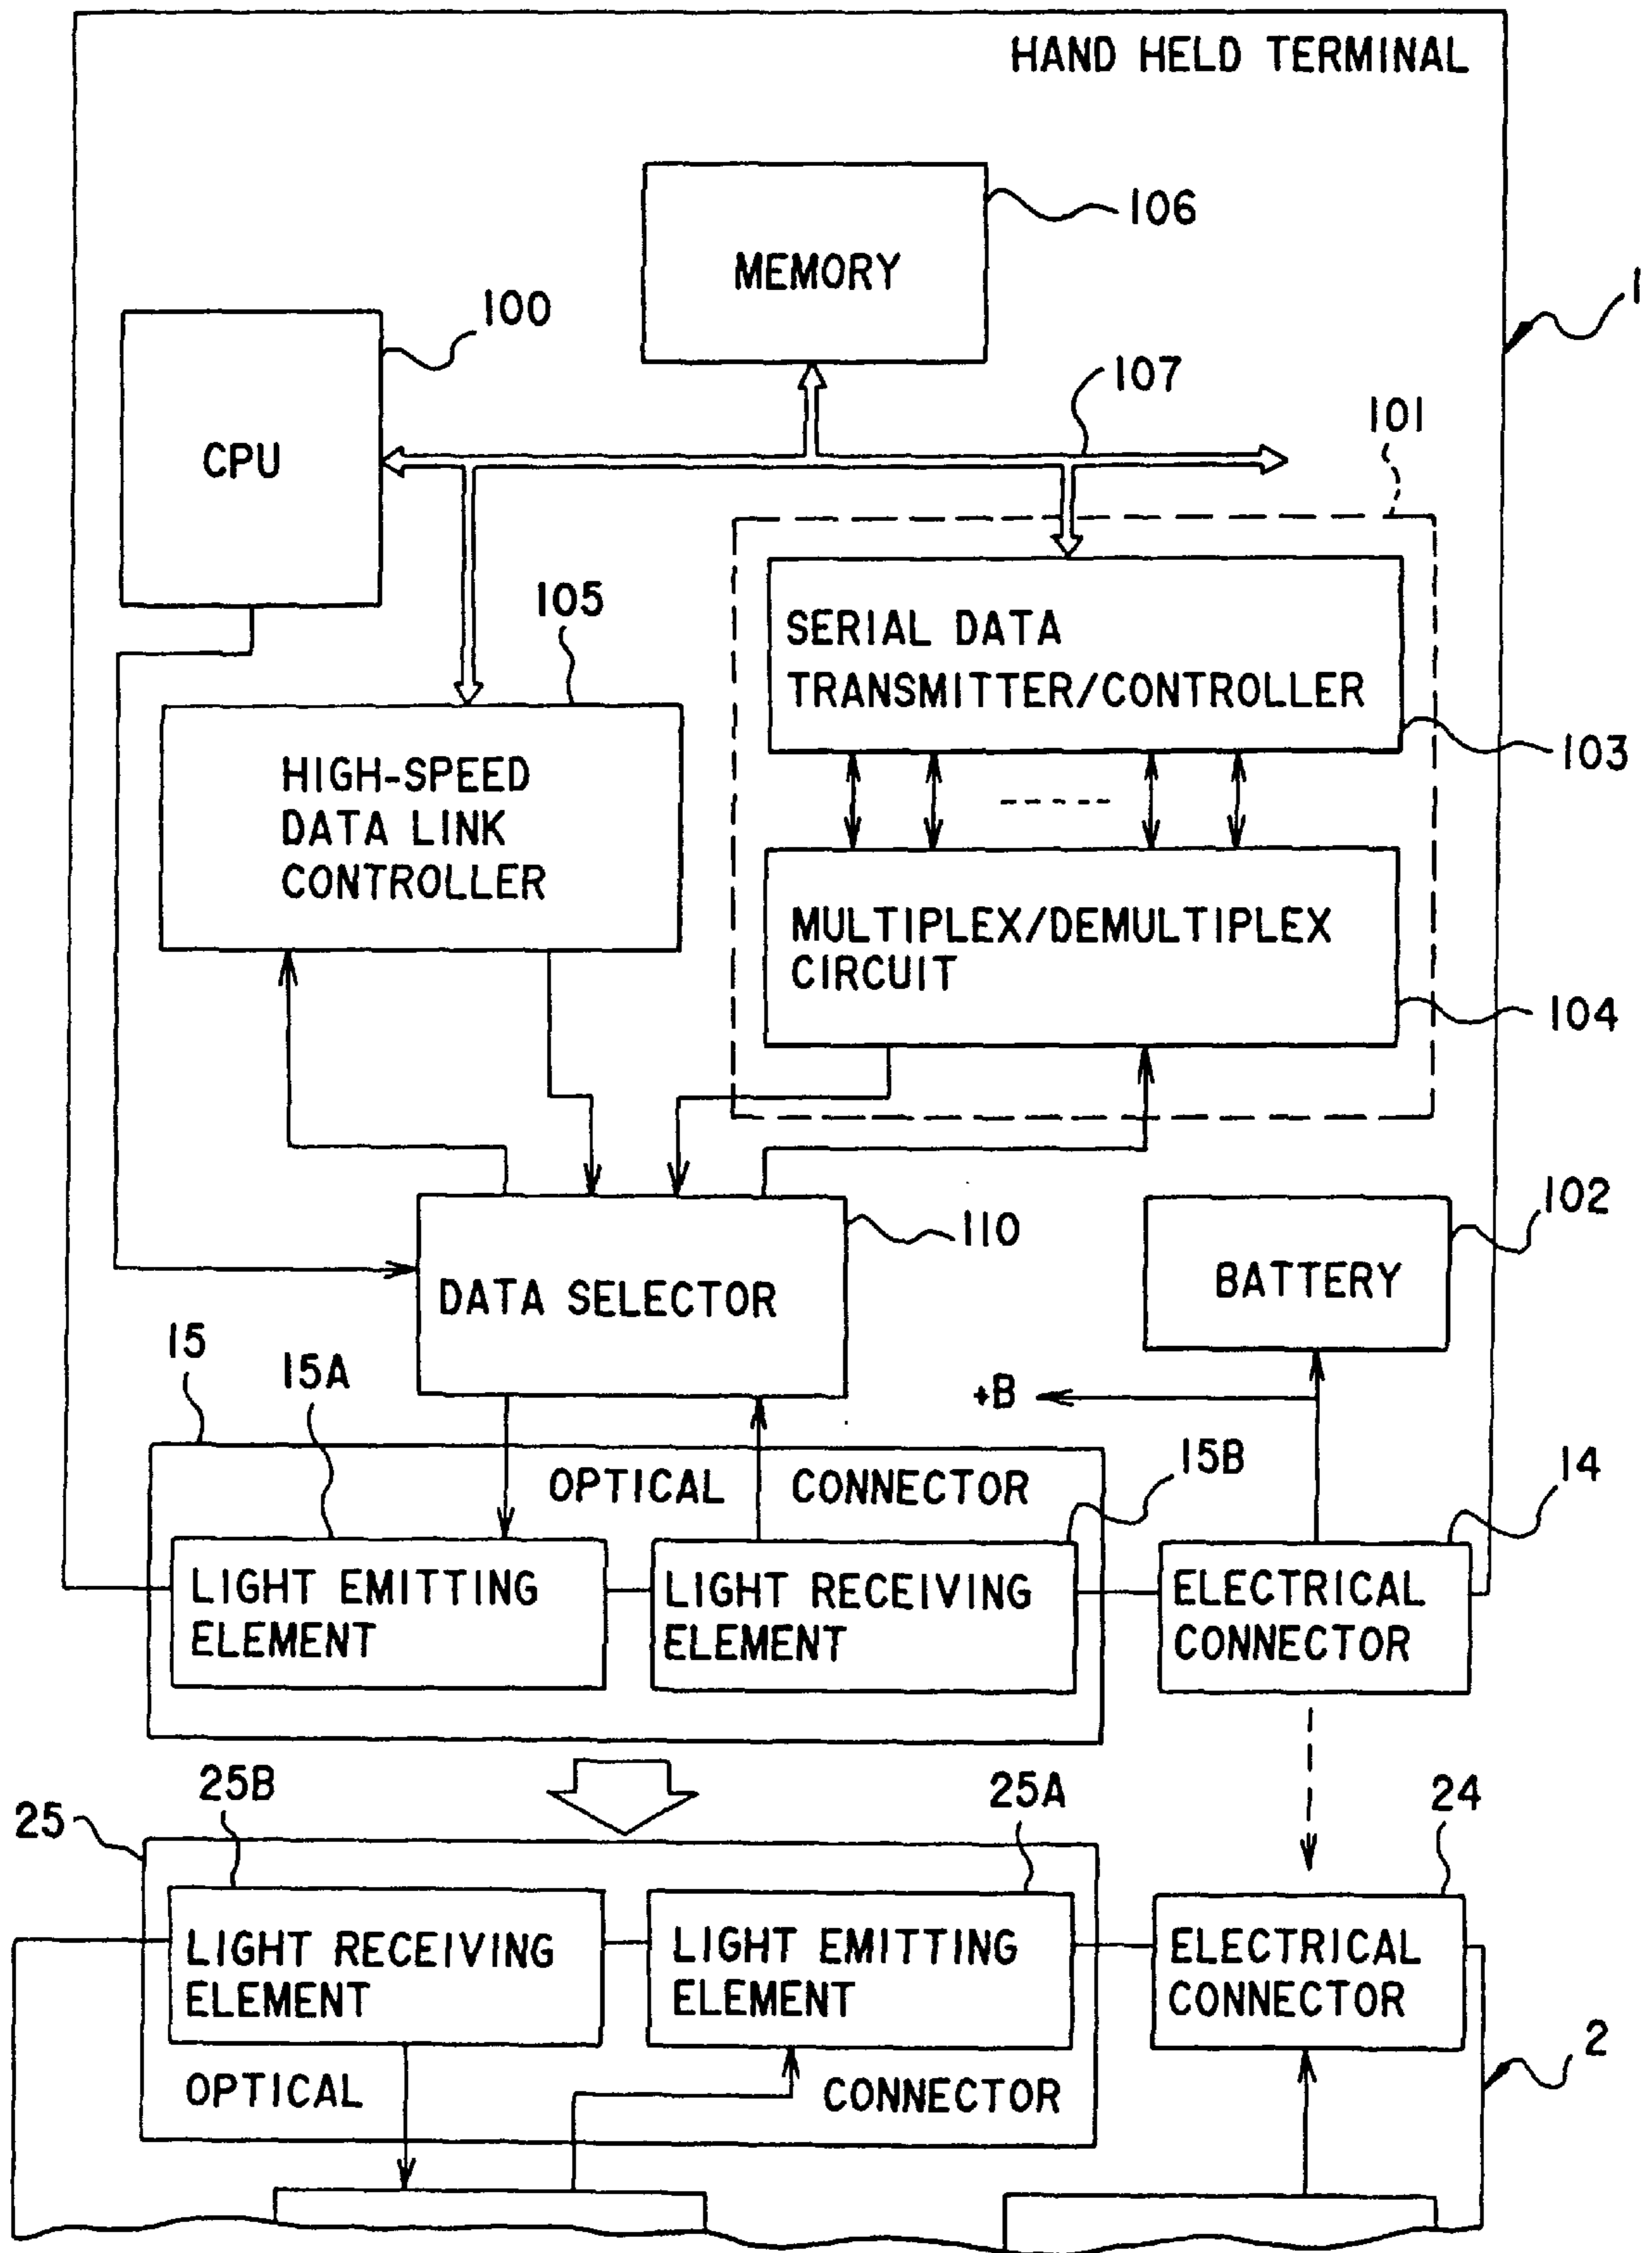 HAND HELD TERMINAL
106
MEMORY
1
100
107
101
CPU
105
SERIAL DATA
TRANSMITTER/CONTROLLER
103
HIGH-SPEED
DATA LINK
CONTROLLER
MULTIPLEX/DEMULTIPLEX
CIRCUIT
104
102
110
BATTERY
DATA SELECTOR
15
15A
+B
15B
14
OPTICAL CONNECTOR
LIGHT EMITTING
ELEMENT
LIGHT RECEIVING
ELEMENT
ELECTRICAL
CONNECTOR
25B
25A
24
25
LIGHT RECEIVING
ELEMENT
LIGHT EMITTING
ELEMENT
ELECTRICAL
CONNECTOR
2
OPTICAL CONNECTOR